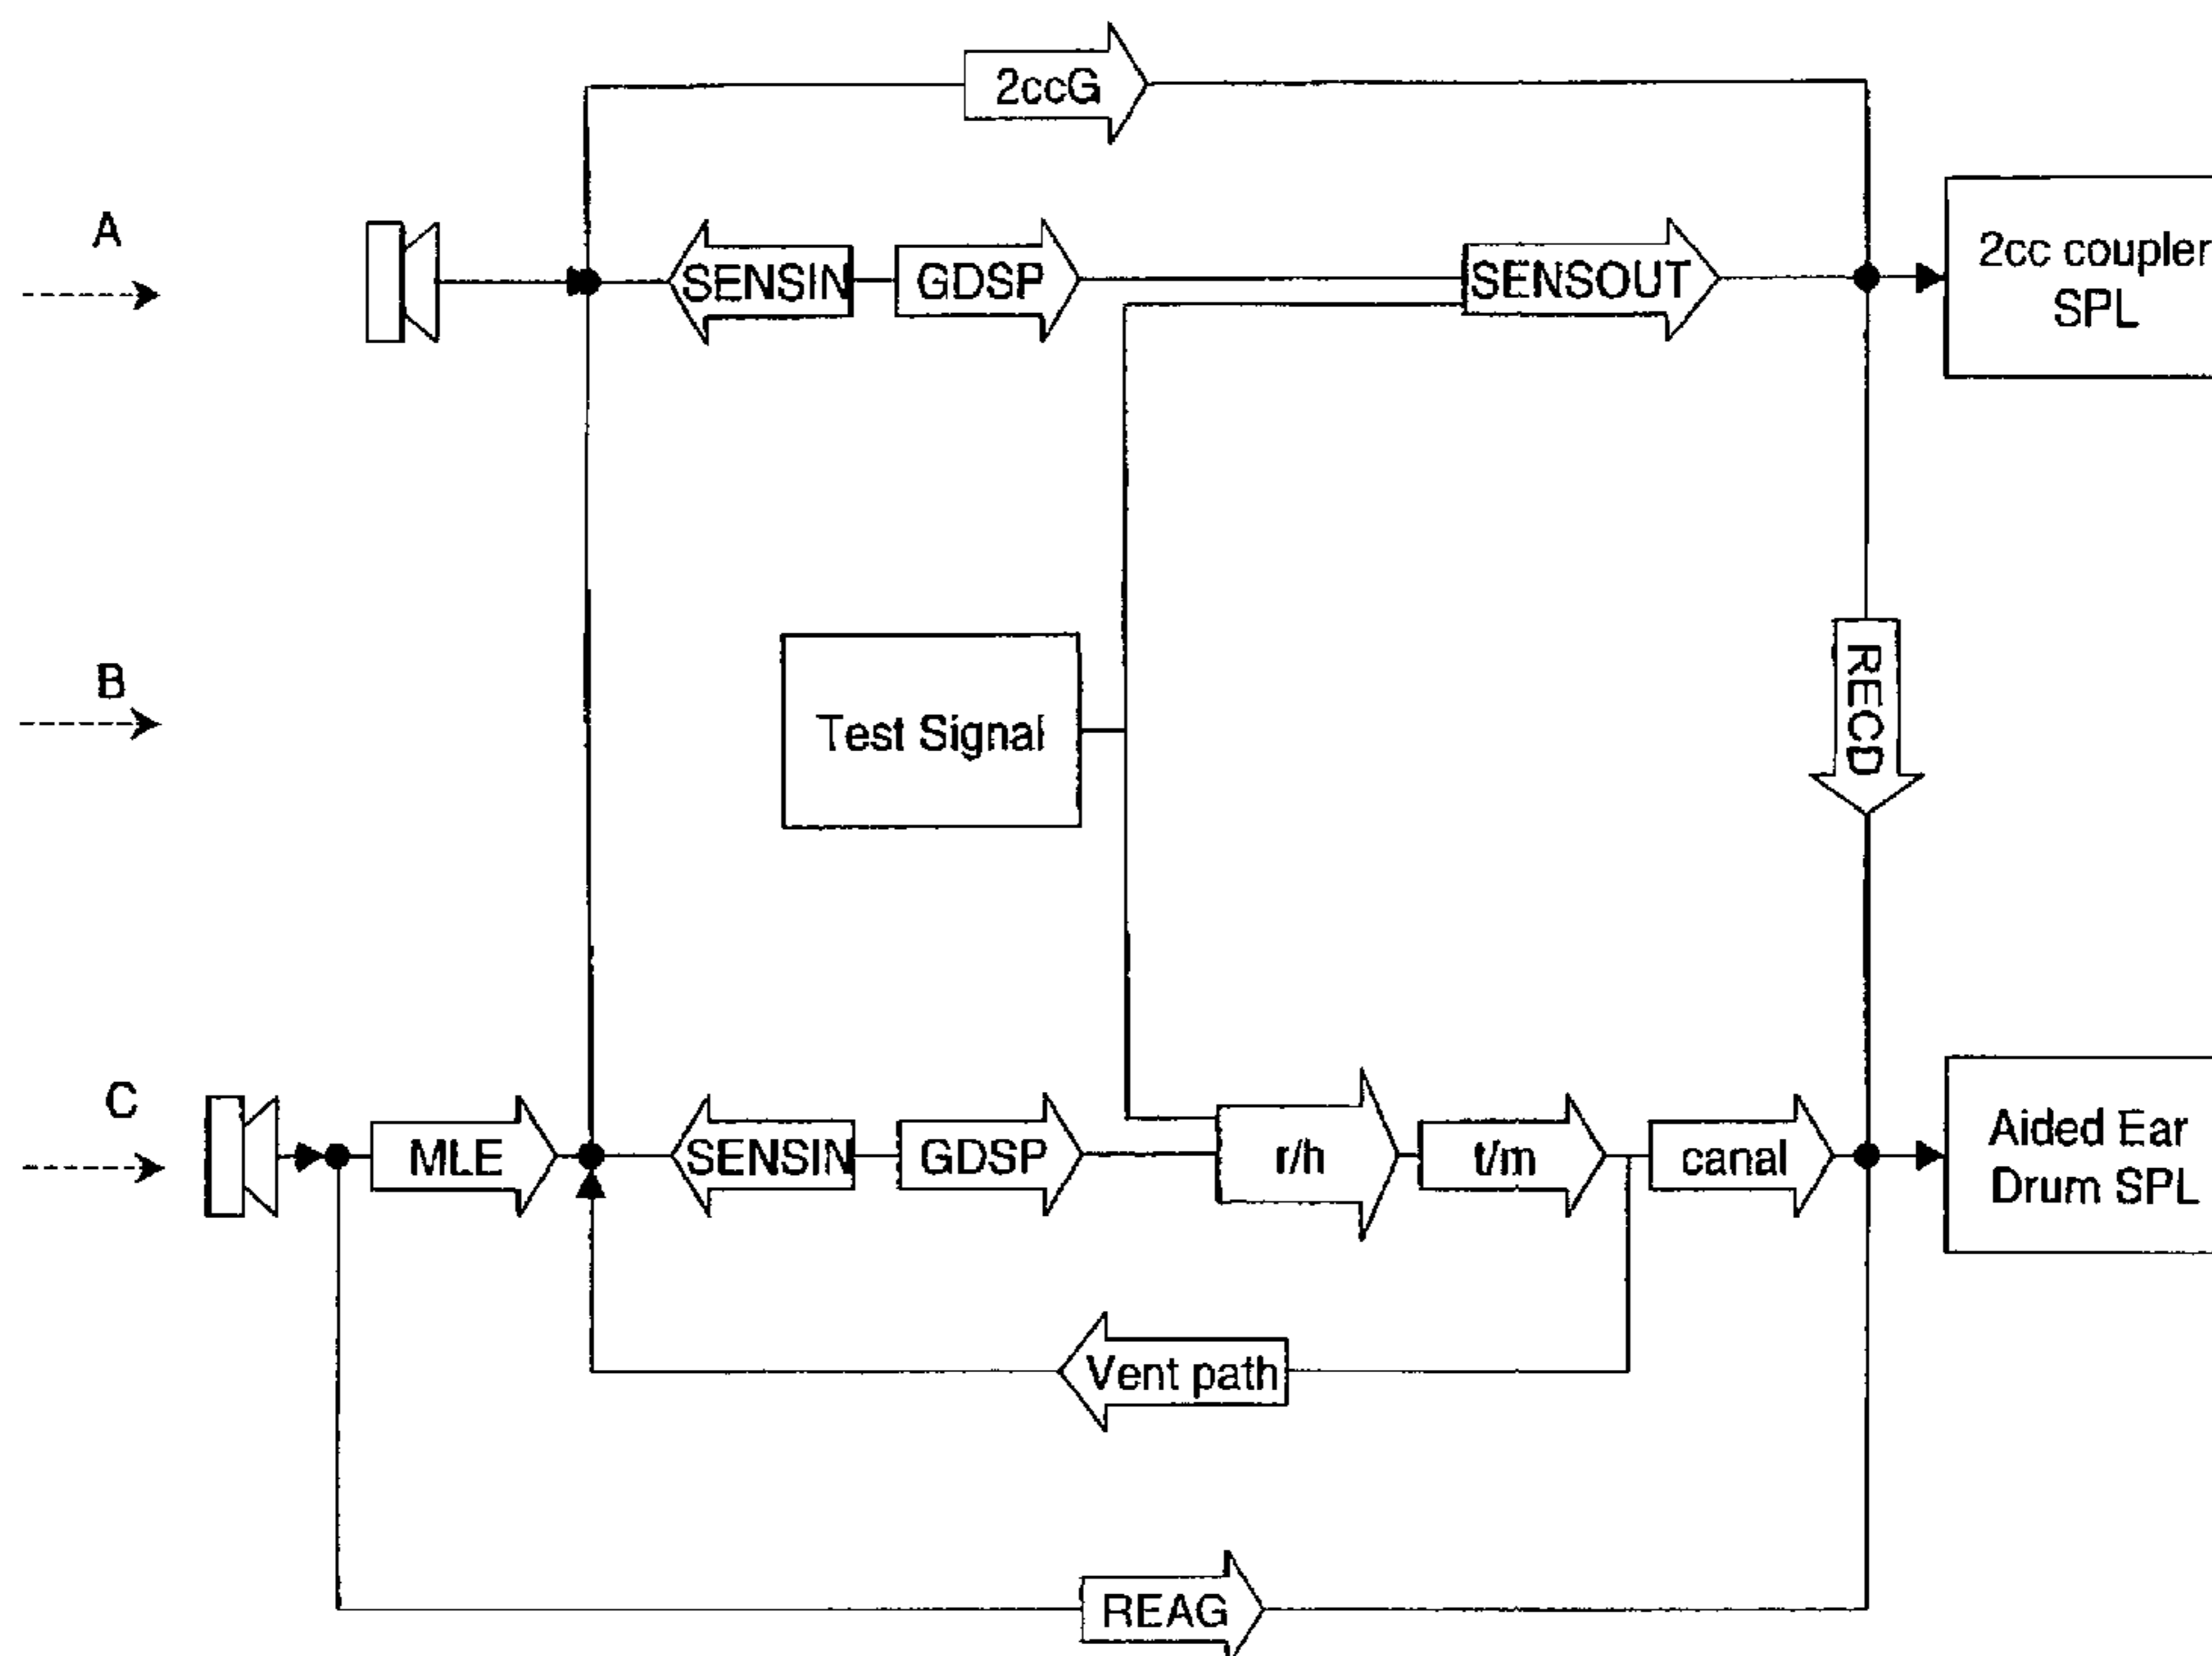 2ccG
A
SENSIN
GDSP
SENSOUT
2cc coupler
SPL
B
Test Signal
RECD
C
MLE
SENSIN
GDSP
r/h
t/m
canal
Aided Ear
Drum SPL
Vent path
REAG